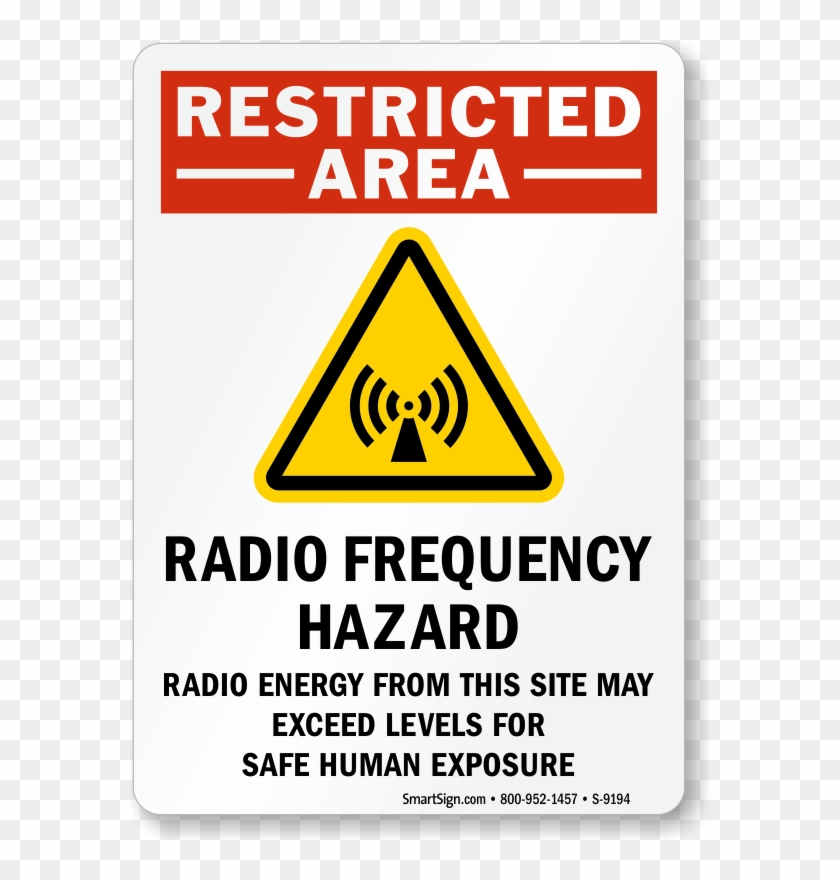 RESTRICTED
AREA
RADIO FREQUENCY
HAZARD
RADIO ENERGY FROM THIS SITE MAY
EXCEED LEVELS FOR
SAFE HUMAN EXPOSURE
SmartSign.com • 800-952-1457 • S-9194